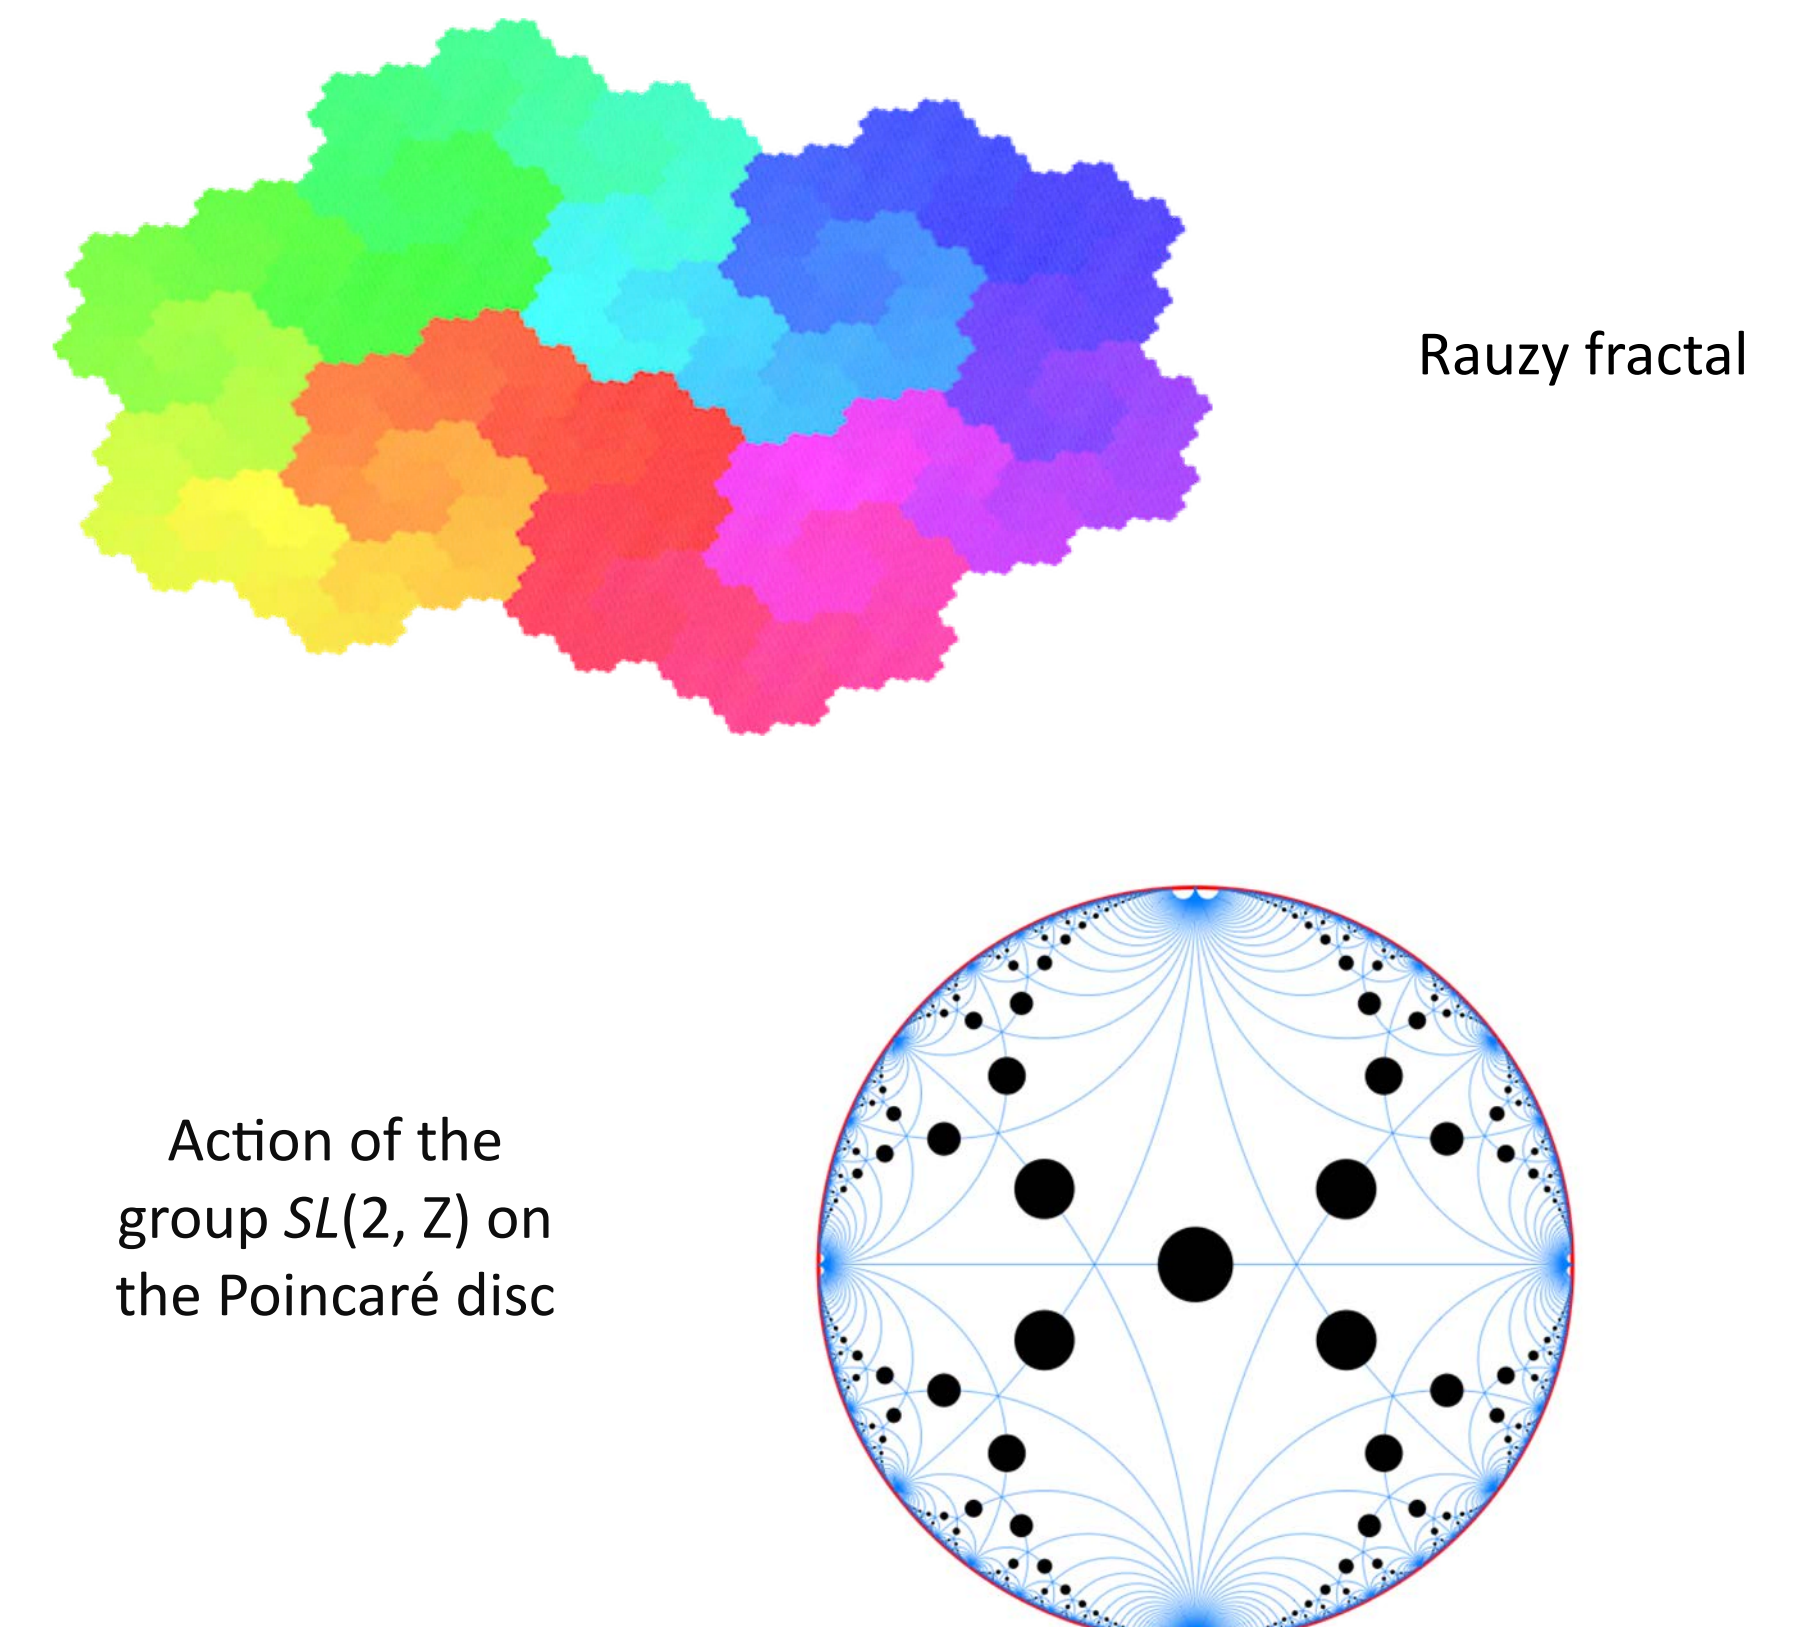 Rauzy fractal
Action of the
group SL(2, Z) on
the Poincaré disc